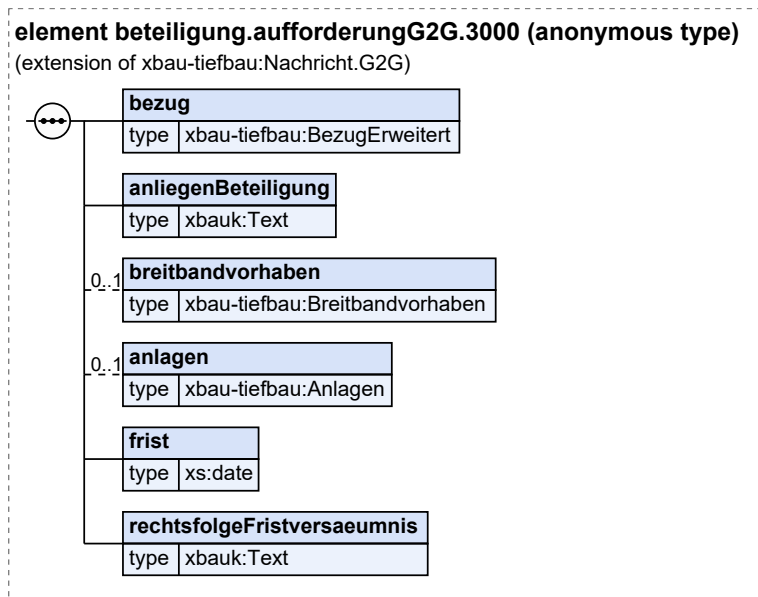 element beteiligung.aufforderungG2G.3000 (anonymous type)
(extension of xbau-tiefbau:Nachricht.G2G)
bezug
type xbau-tiefbau:BezugErweitert
anliegenBeteiligung
type xbauk:Text
0..1 breitbandvorhaben
type xbau-tiefbau:Breitbandvorhaben
0..1 anlagen
type xbau-tiefbau:Anlagen
frist
type xs:date
rechtsfolgeFristversaeumnis
type xbauk:Text